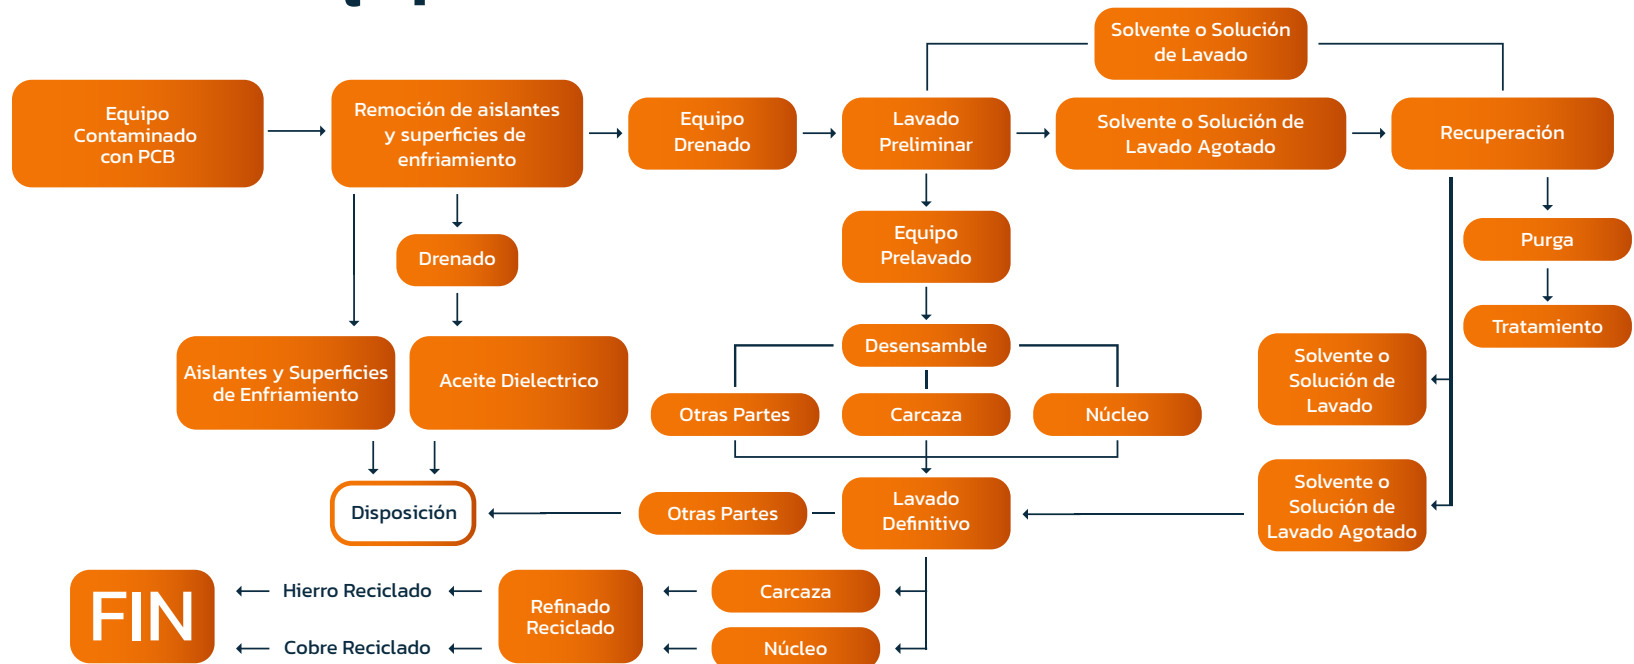 Solvente o Solución
de Lavado
Equipo
Contaminado
con PCB
Remoción de aislantes
y superficies de
enfriamiento
Equipo
Drenado
Lavado
Preliminar
Solvente o Solución de
Lavado Agotado
Recuperación
Drenado
Equipo
Prelavado
Purga
Tratamiento
Aislantes y Superficies
de Enfriamiento
Aceite Dielectrico
Desensamble
Solvente o
Solución de
Lavado
Otras Partes
Carcaza
Núcleo
Disposición
Otras Partes
Lavado
Definitivo
Solvente o
Solución de
Lavado Agotado
FIN
Hierro Reciclado
Cobre Reciclado
Refinado
Reciclado
Carcaza
Núcleo